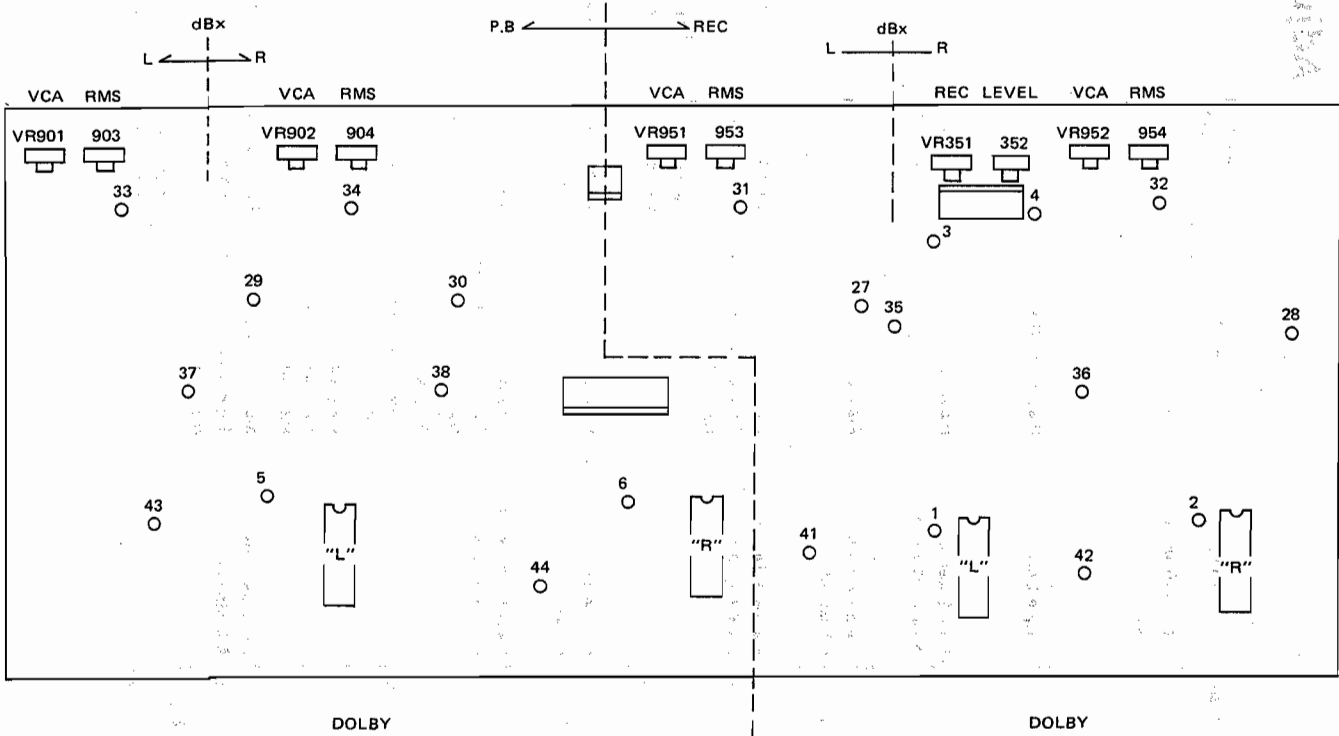 dBx
P.B REC
dBx
L R
L R
VCA RMS VCA RMS VCA RMS REC LEVEL VCA RMS
VR901 903 VR902 904 VR951 953 VR351 352 VR952 954
33 34 31 4 32
3
29 30 27 35 28
37 38 36
5 6 1 2
43 41 42
"L" "R" "L" "R"
44
DOLBY DOLBY